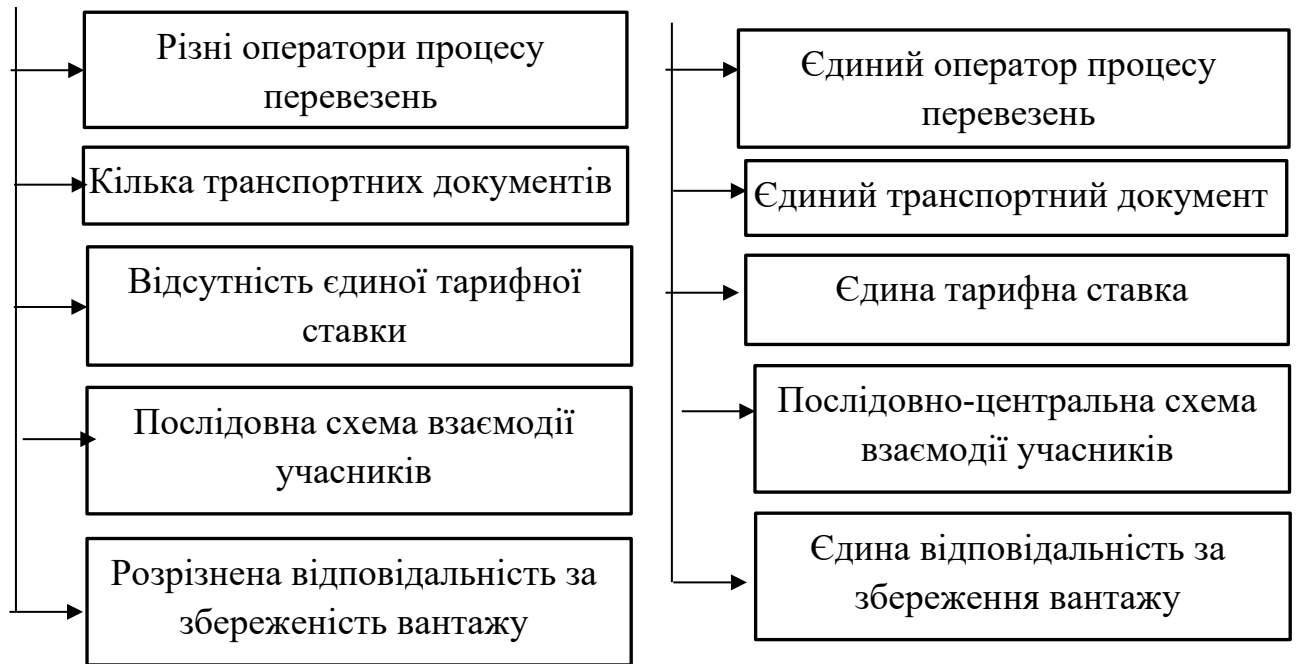 Різні оператори процесу
перевезень
Кілька транспортних документів
Відсутність єдиної тарифної
ставки
Послідовна схема взаємодії
учасників
Розрізнена відповідальність за
збереженість вантажу
Єдиний оператор процесу
перевезень
Єдиний транспортний документ
Єдина тарифна ставка
Послідовно-центральна схема
взаємодії учасників
Єдина відповідальність за
збереження вантажу